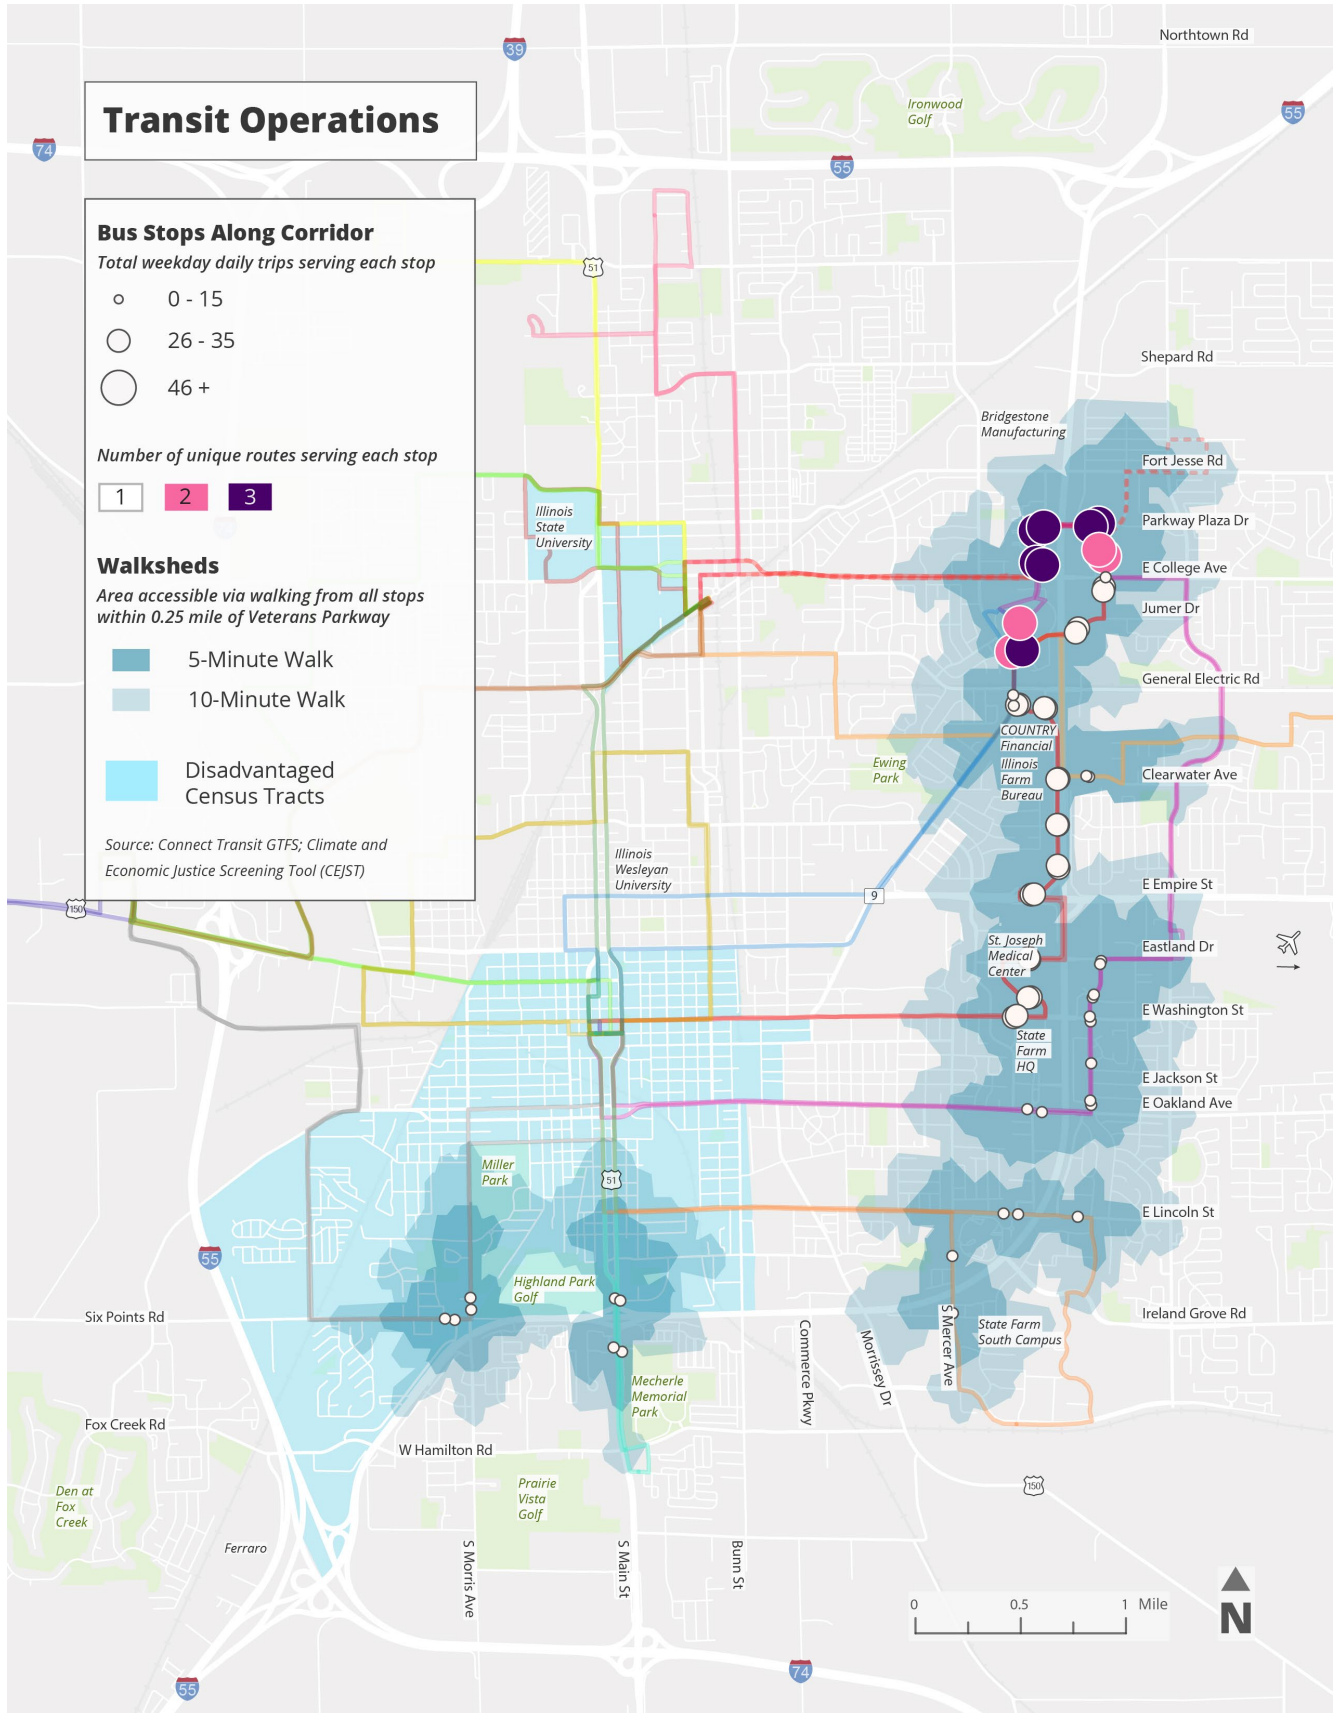 Transit Operations
Bus Stops Along Corridor
Total weekday daily trips serving each stop
0 - 15
26 - 35
46 +
Number of unique routes serving each stop
1
2
3
Walksheds
Area accessible via walking from all stops
within 0.25 mile of Veterans Parkway
5-Minute Walk
10-Minute Walk
Disadvantaged
Census Tracts
Source: Connect Transit GTFS; Climate and
Economic Justice Screening Tool (CEJST)
39
Northtown Rd
Ironwood
Golf
55
74
55
51
Shepard Rd
Bridgestone
Manufacturing
Fort Jesse Rd
Illinois
State
University
Parkway Plaza Dr
E College Ave
Jumer Dr
General Electric Rd
COUNTRY
Financial
Ewing
Park
Illinois
Farm
Bureau
Clearwater Ave
Illinois
Wesleyan
University
E Empire St
9
150
St. Joseph
Medical
Center
Eastland Dr
E Washington St
State
Farm
HQ
E Jackson St
E Oakland Ave
Miller
Park
51
E Lincoln St
55
Highland Park
Golf
Six Points Rd
Ireland Grove Rd
State Farm
South Campus
S Mercer Ave
Commerce Pkwy
Morrissey Dr
Mecherle
Memorial
Park
Fox Creek Rd
W Hamilton Rd
Den at
Fox
Creek
Prairie
Vista
Golf
150
Ferraro
S Morris Ave
S Main St
Bunn St
0
0.5
1 Mile
N
74
55